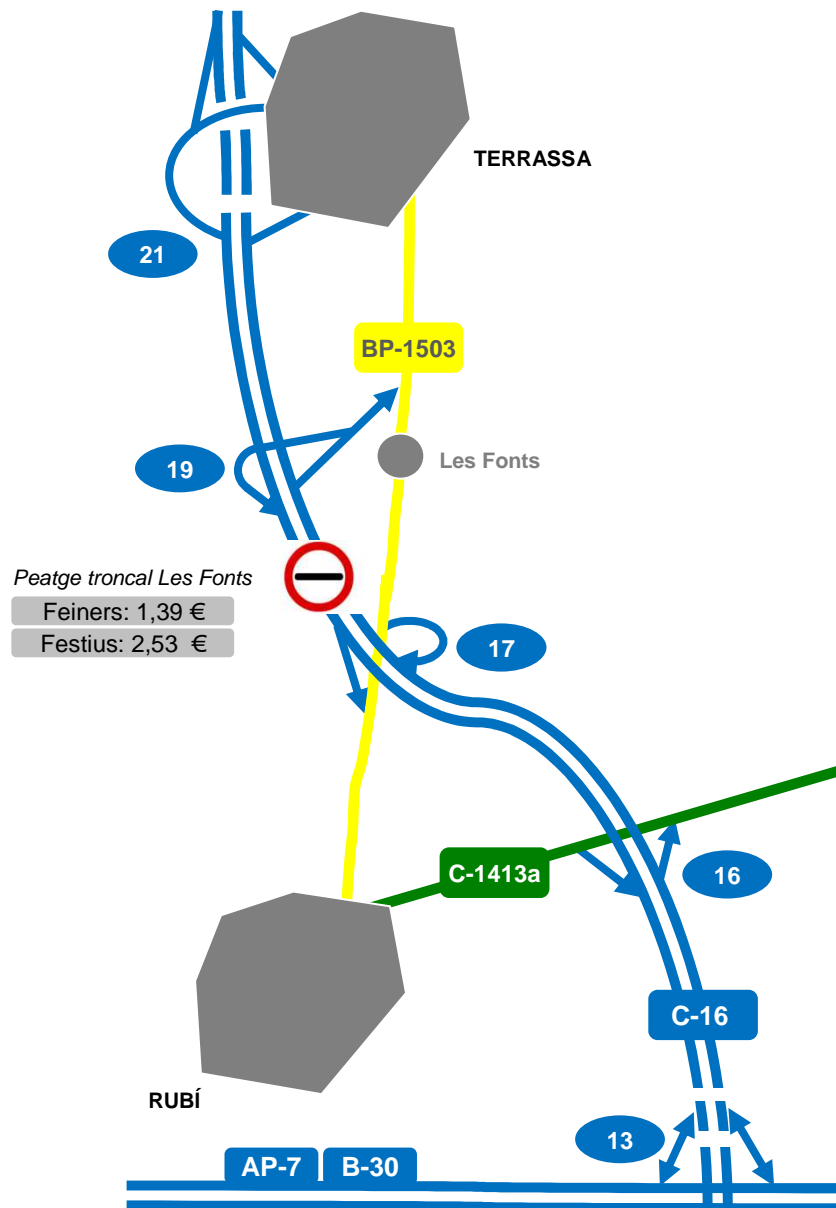 TERRASSA
21
BP-1503
19
Les Fonts
Peatge troncal Les Fonts
Feiners: 1,39 €
Festius: 2,53 €
17
C-1413a
16
C-16
RUBÍ
13
AP-7
B-30